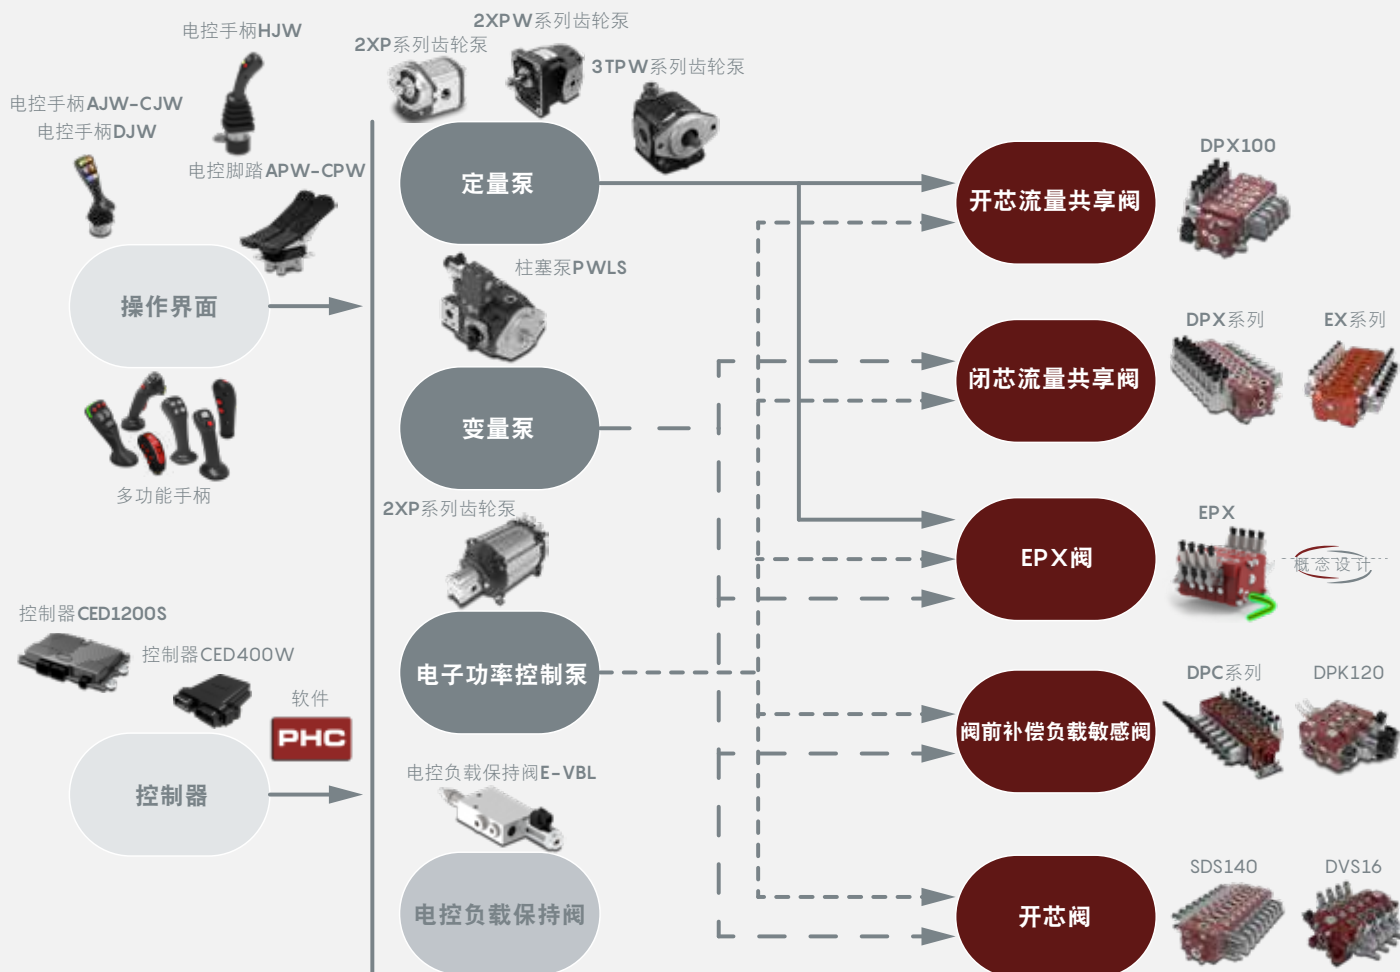 电控手柄HJW
电控手柄AJW-CJW
电控手柄DJW
电控脚踏APW-CPW
操作界面
多功能手柄
控制器CED1200S
控制器CED400W
软件
PHC
控制器
2XP系列齿轮泵
2XPW系列齿轮泵
3TPW系列齿轮泵
定量泵
柱塞泵PWLS
变量泵
2XP系列齿轮泵
电子功率控制泵
电控负载保持阀E-VBL
电控负载保持阀
开芯流量共享阀
DPX100
闭芯流量共享阀
DPX系列
EX系列
EPX阀
EPX
概念设计
阀前补偿负载敏感阀
DPC系列
DPK120
开芯阀
SDS140
DVS16